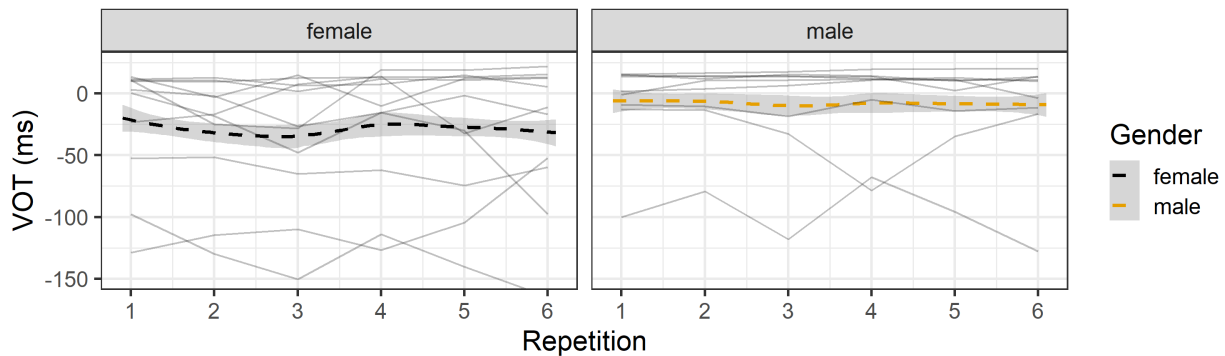 female
male
VOT (ms)
0
-50
-100
-150
1 2 3 4 5 6
1 2 3 4 5 6
Repetition
Gender
female
male